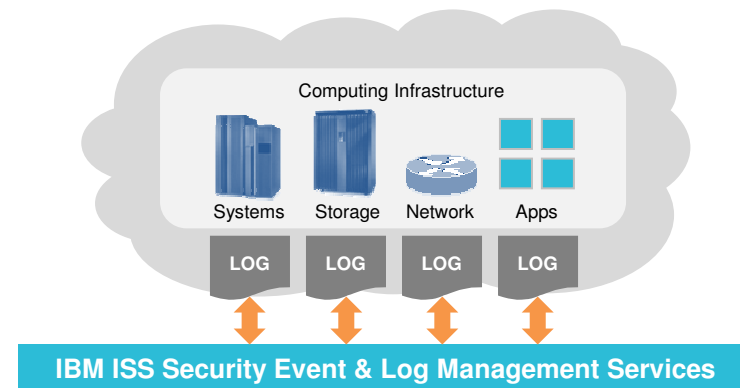 Computing Infrastructure
Systems Storage Network Apps
LOG LOG LOG LOG
IBM ISS Security Event & Log Management Services